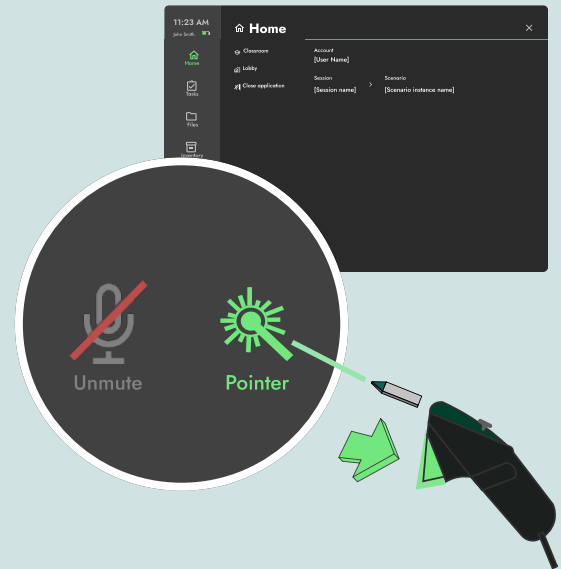 11:23 AM
John Smith
Home
Tasks
Files
Inventory
Home
Classroom
Lobby
Close application
Account
[User Name]
Session
[Session name]
Scenario
[Scenario instance name]
Unmute
Pointer